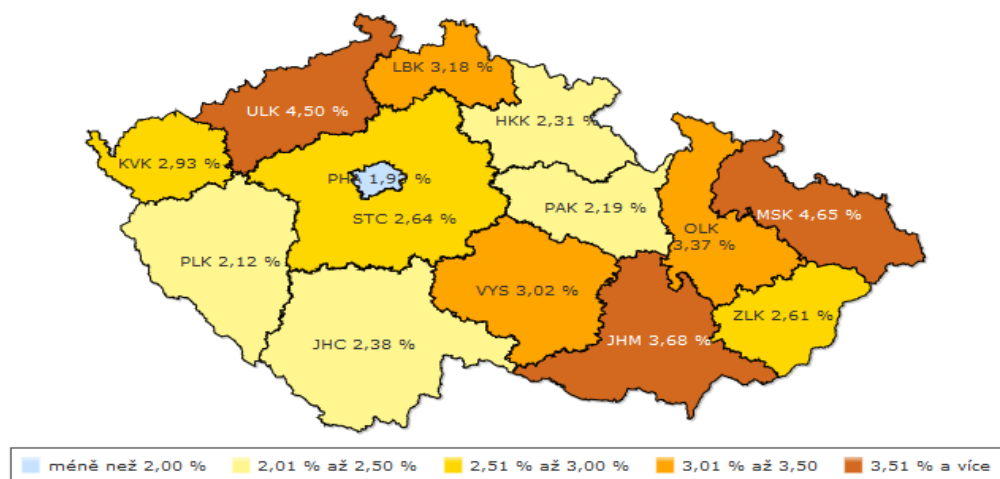 LBK 3,18 %
ULK 4,50 %
HKK 2,31 %
KVK 2,93 %
PHA
%
STC 2,64 %
PAK 2,19 %
MSK 4,65 %
OLK
3,37 %
PLK 2,12 %
VYS 3,02 %
ZLK 2,61 %
JHC 2,38 %
JHM 3,68 %
méně než 2,00 %
2,01 % až 2,50 %
2,51 % až 3,00 %
3,01 % až 3,50
3,51 % a více